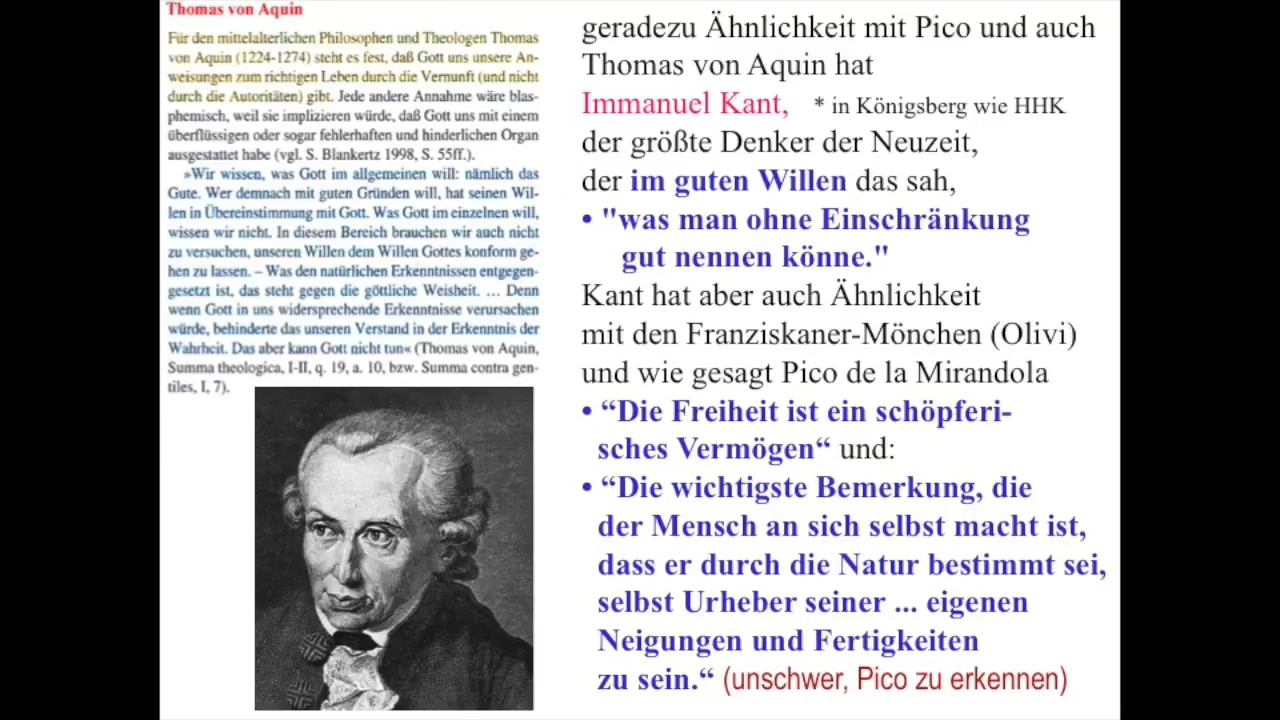 Thomas von Aquin
Für den mittelalterlichen Philosophen und Theologen Thomas
von Aquin (1224-1274) steht es fest, daß Gott uns unsere An-
weisungen zum richtigen Leben durch die Vernunft (und nicht
durch die Autoritäten) gibt. Jede andere Annahme wäre blas-
phemisch, weil sie implizieren würde, daß Gott uns mit einem
überflüssigen oder sogar fehlerhaften und hinderlichen Organ
ausgestattet habe (vgl. S. Blankertz 1998, S. 55ff.).
»Wir wissen, was Gott im allgemeinen will: nämlich das
Gute. Wer demnach mit guten Gründen will, hat seinen Wil-
len in Übereinstimmung mit Gott. Was Gott im einzelnen will,
wissen wir nicht. In diesem Bereich brauchen wir auch nicht
zu versuchen, unseren Willen dem Willen Gottes konform ge-
hen zu lassen. – Was den natürlichen Erkenntnissen entgegen-
gesetzt ist, das steht gegen die göttliche Weisheit. ... Denn
wenn Gott in uns widersprechende Erkenntnisse verursachen
würde, behinderte das unseren Verstand in der Erkenntnis der
Wahrheit. Das aber kann Gott nicht tun« (Thomas von Aquin,
Summa theologica, I-II, q. 19, a. 10, bzw. Summa contra gen-
tiles, I, 7).
geradezu Ähnlichkeit mit Pico und auch
Thomas von Aquin hat
Immanuel Kant, * in Königsberg wie HHK
der größte Denker der Neuzeit,
der im guten Willen das sah,
• "was man ohne Einschränkung
gut nennen könne."
Kant hat aber auch Ähnlichkeit
mit den Franziskaner-Mönchen (Olivi)
und wie gesagt Pico de la Mirandola
• “Die Freiheit ist ein schöpferi-
sches Vermögen“ und:
• “Die wichtigste Bemerkung, die
der Mensch an sich selbst macht ist,
dass er durch die Natur bestimmt sei,
selbst Urheber seiner ... eigenen
Neigungen und Fertigkeiten
zu sein.“ (unschwer, Pico zu erkennen)